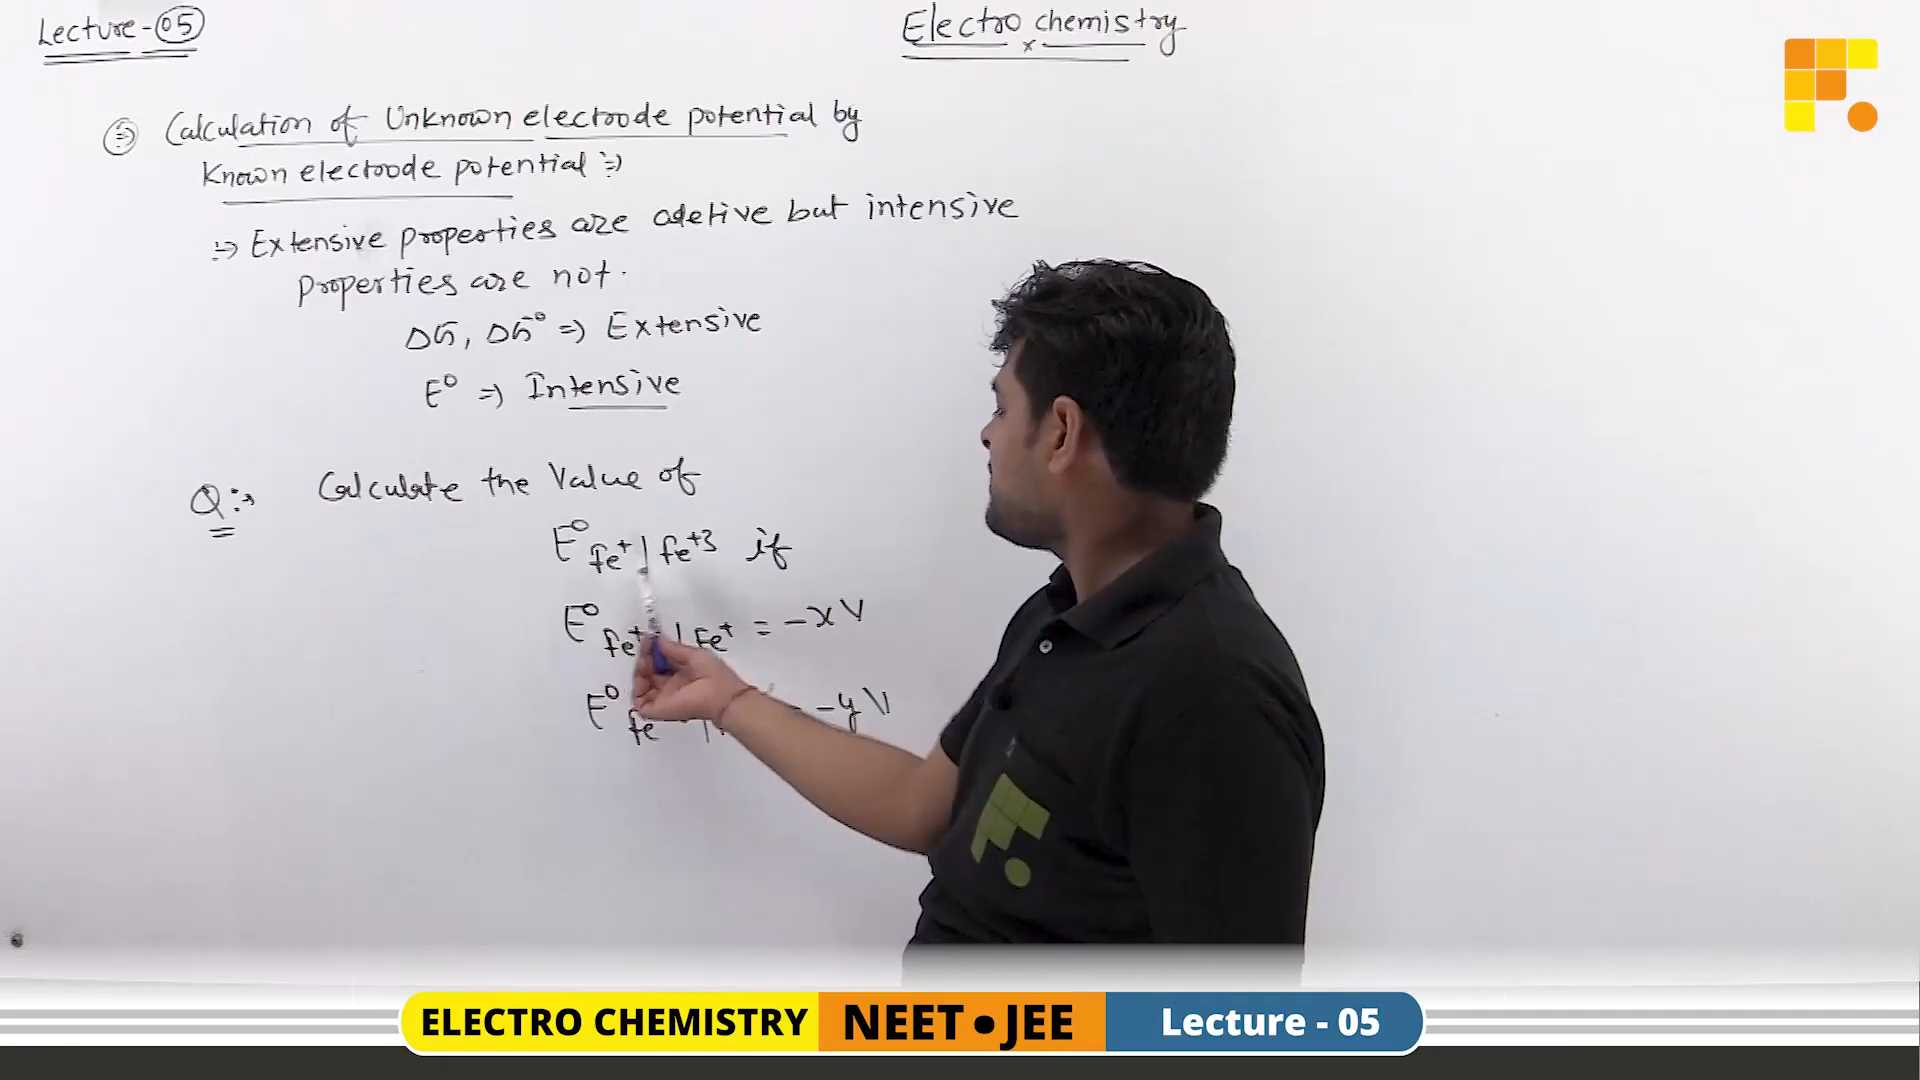 Lecture-05
Electro chemistry
Calculation of Unknown electrode potential by
Known electrode potential :→
:→ Extensive properties are adetive but intensive
properties are not.
ΔG, ΔG° => Extensive
E° => Intensive
Q:→ Calculate the Value of
E° Fe⁺ | Fe⁺³ if
| Fe⁺ = -x V
E° Fe = -y V
ELECTRO CHEMISTRY NEET • JEE Lecture - 05